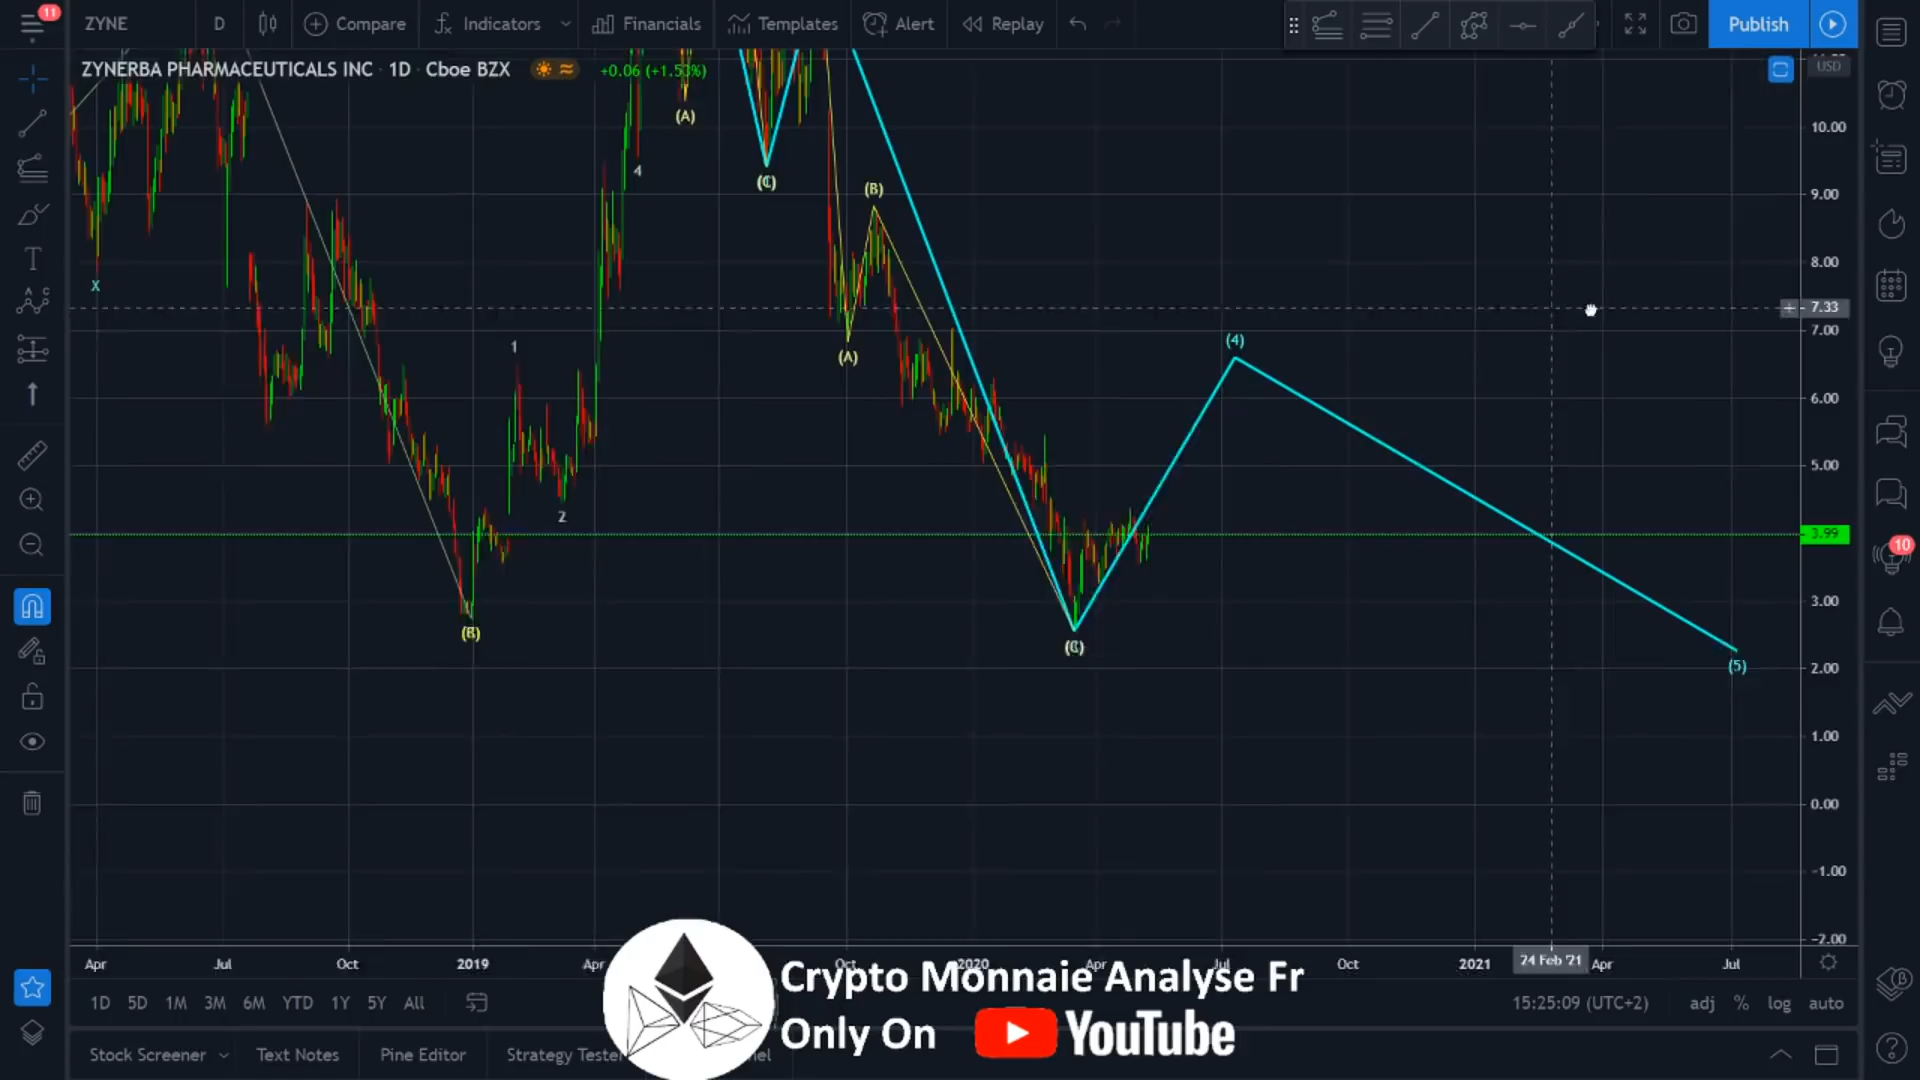 11
ZYNE
D
Compare
Indicators
Financials
Templates
Alert
Replay
Publish
ZYNERBA PHARMACEUTICALS INC · 1D · Cboe BZX
+0.06 (+1.53%)
USD
10.00
9.00
8.00
7.33
7.00
6.00
5.00
3.99
3.00
2.00
1.00
0.00
−1.00
−2.00
(A)
4
(B)
X
1
(A)
(4)
2
(5)
10
Apr
Jul
Oct
2019
Apr
Oct
2020
Apr
Jul
Oct
2021
24 Feb '21
Apr
Jul
1D
5D
1M
3M
6M
YTD
1Y
5Y
All
15:25:09 (UTC+2)
adj
%
log
auto
Stock Screener
Text Notes
Pine Editor
Strategy Tester
Crypto Monnaie Analyse Fr
Only On
YouTube